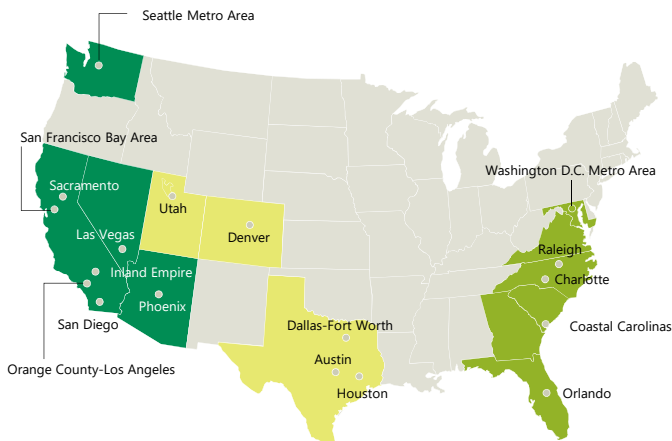 Seattle Metro Area
San Francisco Bay Area
Washington D.C. Metro Area
Sacramento
Utah
Las Vegas
Denver
Raleigh
Inland Empire
Charlotte
Phoenix
San Diego
Dallas-Fort Worth
Coastal Carolinas
Orange County-Los Angeles
Austin
Houston
Orlando